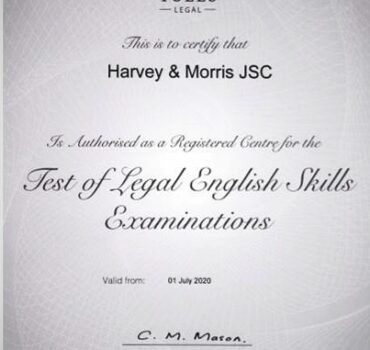 LEGAL
This is to certify that
Harvey & Morris JSC
Is Authorised as a Registered Centre for the
Test of Legal English Skills
Examinations
Valid from: 01 July 2020
C. M. Mason.